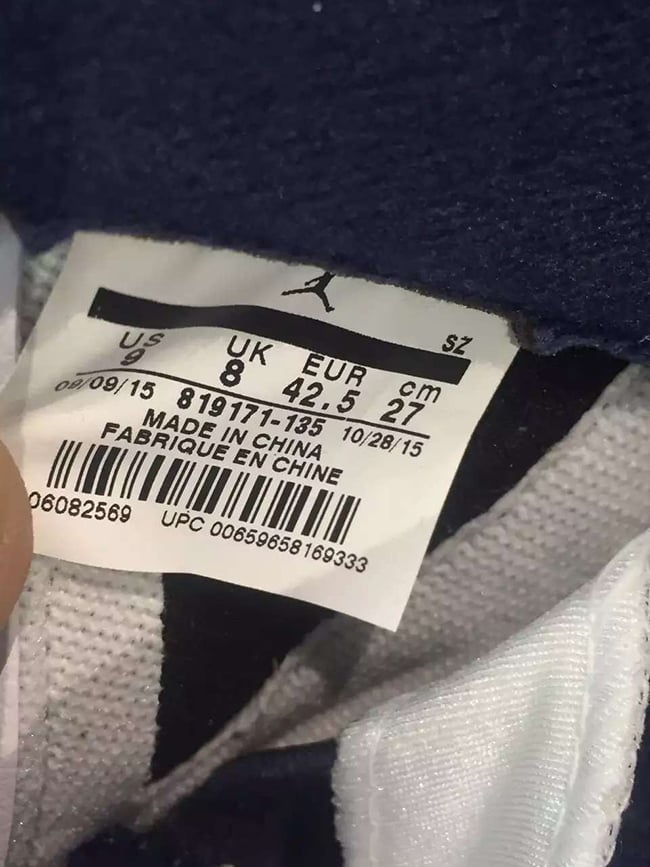 SZ
US UK EUR cm
9 8 42.5 27
09/09/15 819171-135 10/28/15
MADE IN CHINA
FABRIQUE EN CHINE
06082569 UPC 00659658169333